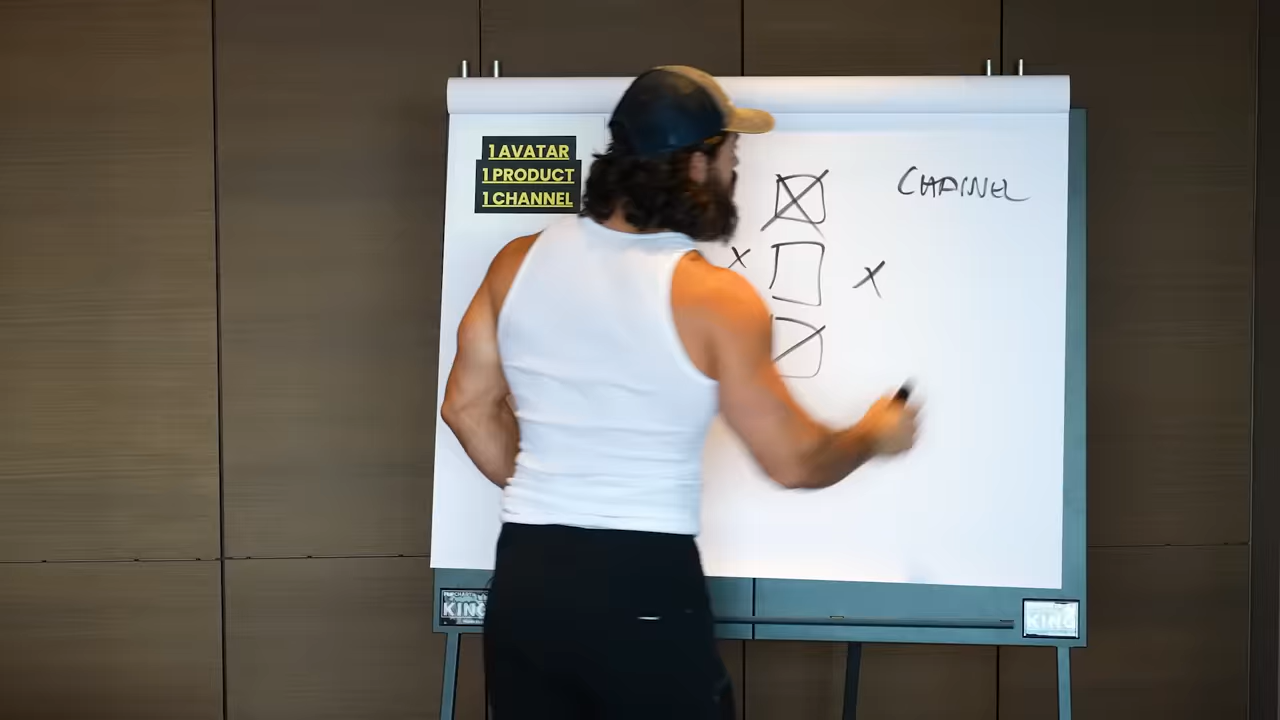 1 AVATAR
1 PRODUCT
1 CHANNEL
CHANNEL
X
X
KING
KING